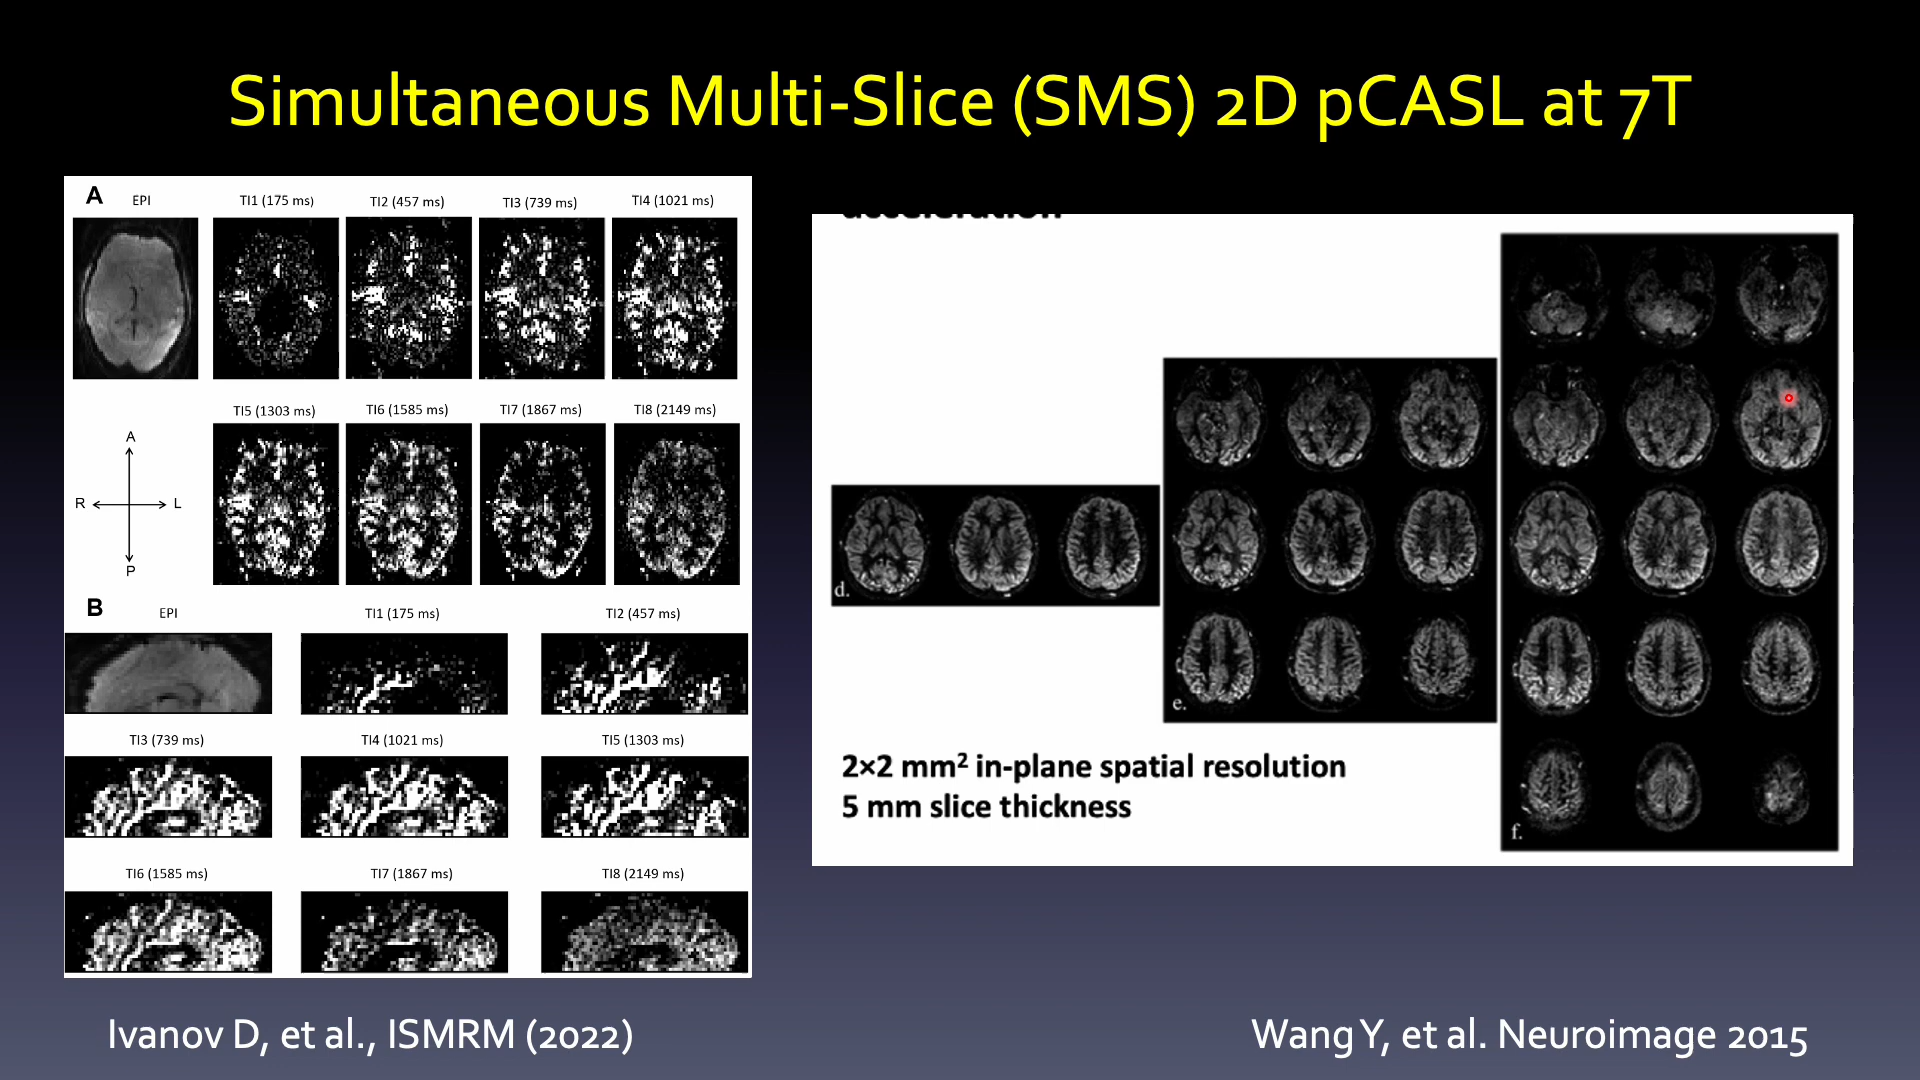 Simultaneous Multi-Slice (SMS) 2D pCASL at 7T
A EPI TI1 (175 ms) TI2 (457 ms) TI3 (739 ms) TI4 (1021 ms)
TI5 (1303 ms) TI6 (1585 ms) TI7 (1867 ms) TI8 (2149 ms)
A
R L
P
B EPI TI1 (175 ms) TI2 (457 ms)
TI3 (739 ms) TI4 (1021 ms) TI5 (1303 ms)
TI6 (1585 ms) TI7 (1867 ms) TI8 (2149 ms)
d.
e.
f.
2×2 mm² in-plane spatial resolution
5 mm slice thickness
Ivanov D, et al., ISMRM (2022)
Wang Y, et al. Neuroimage 2015